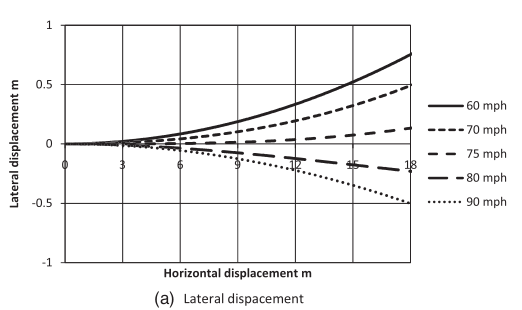 1
0.5
0
-0.5
-1
0 3 6 9 12 15 18
Lateral displacement m
Horizontal displacement m
60 mph
70 mph
75 mph
80 mph
90 mph
(a) Lateral dispacement